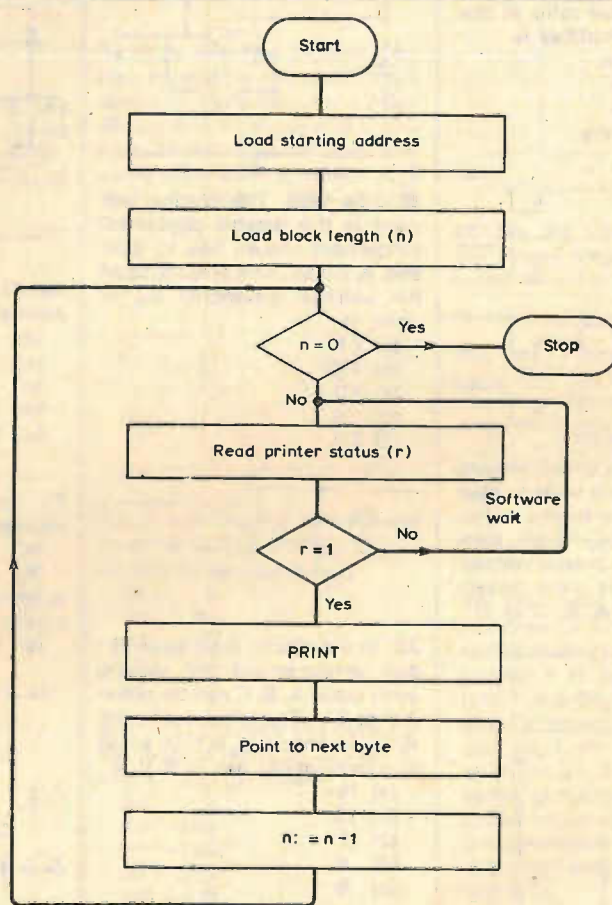 Start
Load starting address
Load block length (n)
n = 0
Yes
Stop
No
Read printer status (r)
Software
wait
r = 1
No
Yes
PRINT
Point to next byte
n: = n-1